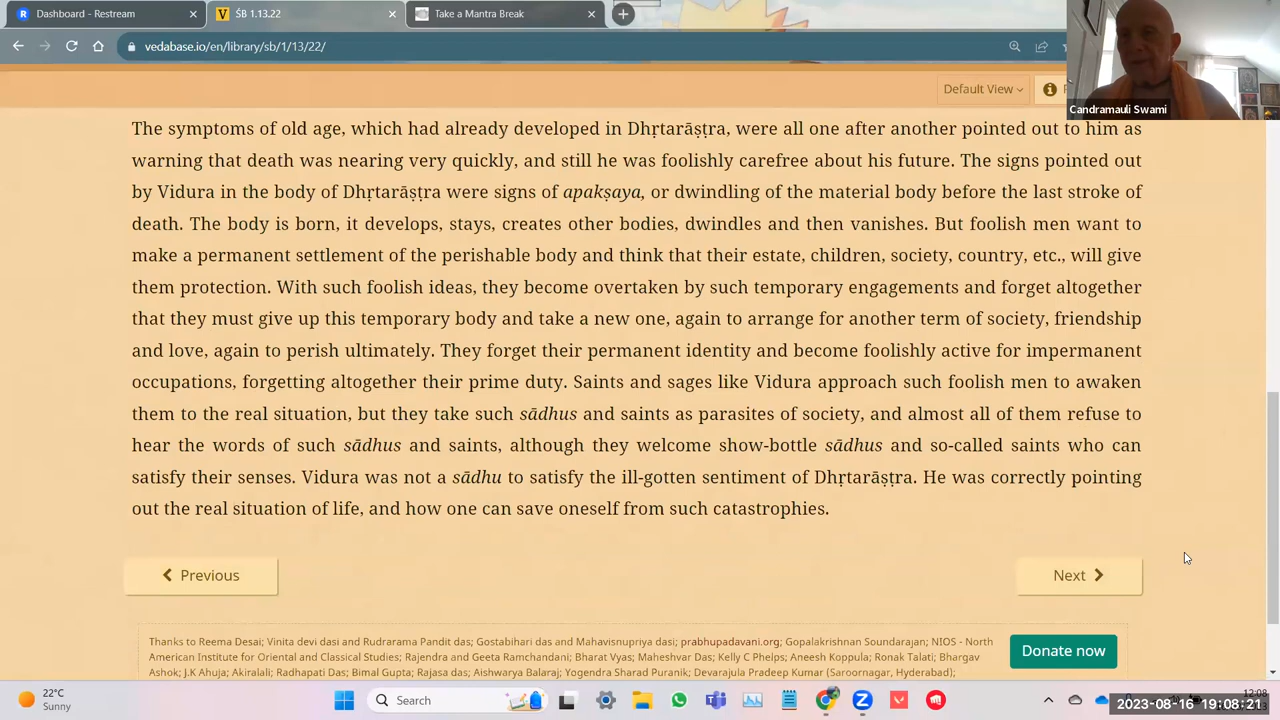 Dashboard - Restream
ŚB 1.13.22
Take a Mantra Break
vedabase.io/en/library/sb/1/13/22/
Default View
Candramauli Swami
The symptoms of old age, which had already developed in Dhṛtarāṣṭra, were all one after another pointed out to him as
warning that death was nearing very quickly, and still he was foolishly carefree about his future. The signs pointed out
by Vidura in the body of Dhṛtarāṣṭra were signs of apakṣaya, or dwindling of the material body before the last stroke of
death. The body is born, it develops, stays, creates other bodies, dwindles and then vanishes. But foolish men want to
make a permanent settlement of the perishable body and think that their estate, children, society, country, etc., will give
them protection. With such foolish ideas, they become overtaken by such temporary engagements and forget altogether
that they must give up this temporary body and take a new one, again to arrange for another term of society, friendship
and love, again to perish ultimately. They forget their permanent identity and become foolishly active for impermanent
occupations, forgetting altogether their prime duty. Saints and sages like Vidura approach such foolish men to awaken
them to the real situation, but they take such sādhus and saints as parasites of society, and almost all of them refuse to
hear the words of such sādhus and saints, although they welcome show-bottle sādhus and so-called saints who can
satisfy their senses. Vidura was not a sādhu to satisfy the ill-gotten sentiment of Dhṛtarāṣṭra. He was correctly pointing
out the real situation of life, and how one can save oneself from such catastrophies.
Previous
Next
Thanks to Reema Desai; Vinita devi dasi and Rudrarama Pandit das; Gostabihari das and Mahavisnupriya dasi; prabhupadavani.org; Gopalakrishnan Soundarajan; NIOS - North
American Institute for Oriental and Classical Studies; Rajendra and Geeta Ramchandani; Bharat Vyas; Maheshvar Das; Kelly C Phelps; Aneesh Koppula; Ronak Talati; Bhargav
Ashok; J.K Ahuja; Akiralali; Radhapati Das; Bimal Gupta; Rajasa das; Aishwarya Balaraj; Yogendra Sharad Puranik; Devarajula Pradeep Kumar (Saroornagar, Hyderabad);
Donate now
22°C
Sunny
Search
12:08
2023-08-16 19:08:21